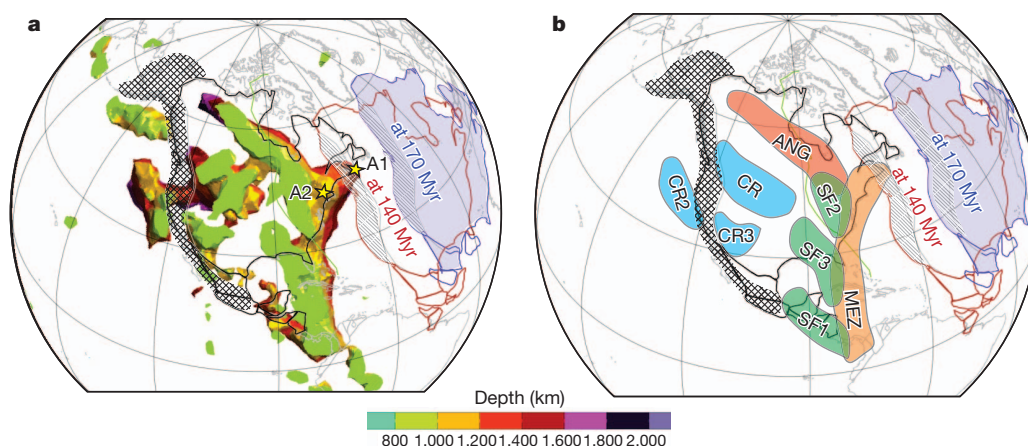 a
b
A1
A2
at 170 Myr
at 140 Myr
CR2
CR
CR3
ANG
SF2
SF3
SF1
MEZ
at 140 Myr
at 170 Myr
Depth (km)
800 1.000 1.200 1.400 1.600 1.800 2.000